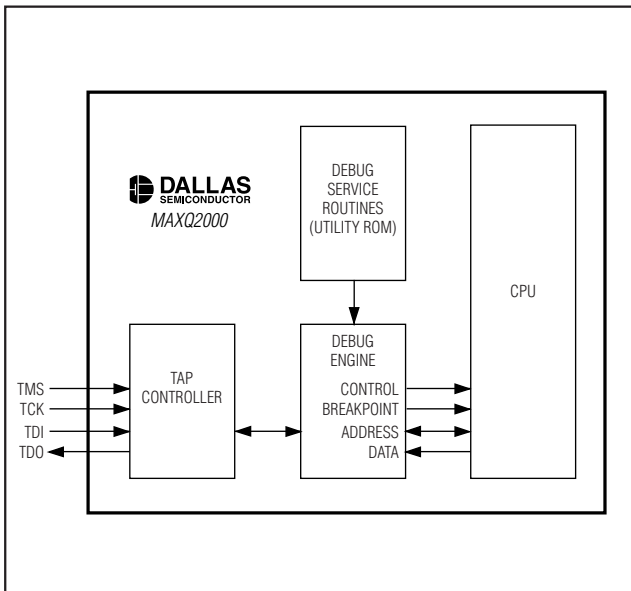 DALLAS
SEMICONDUCTOR
MAXQ2000
DEBUG
SERVICE
ROUTINES
(UTILITY ROM)
CPU
TAP
CONTROLLER
DEBUG
ENGINE
CONTROL
BREAKPOINT
ADDRESS
DATA
TMS
TCK
TDI
TDO